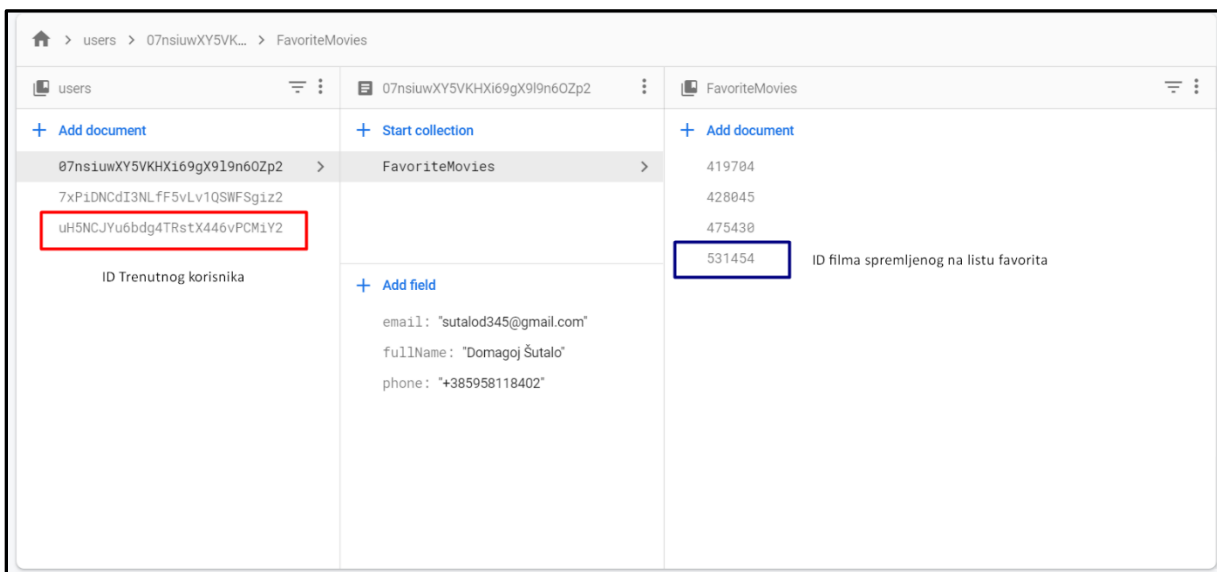 users > 07nsiuwXY5VK... > FavoriteMovies
users
07nsiuwXY5VKHXi69gX9l9n6OZp2
FavoriteMovies
+ Add document
+ Start collection
+ Add document
07nsiuwXY5VKHXi69gX9l9n6OZp2
7xPiDNCdI3NLfF5vLv1QSWFSgiz2
uH5NCJYu6bdg4TRstX446vPCMiY2
ID Trenutnog korisnika
FavoriteMovies
+ Add field
email: "sutalod345@gmail.com"
fullName: "Domagoj Šutalo"
phone: "+385958118402"
419704
428045
475430
531454
ID filma spremljenog na listu favorita